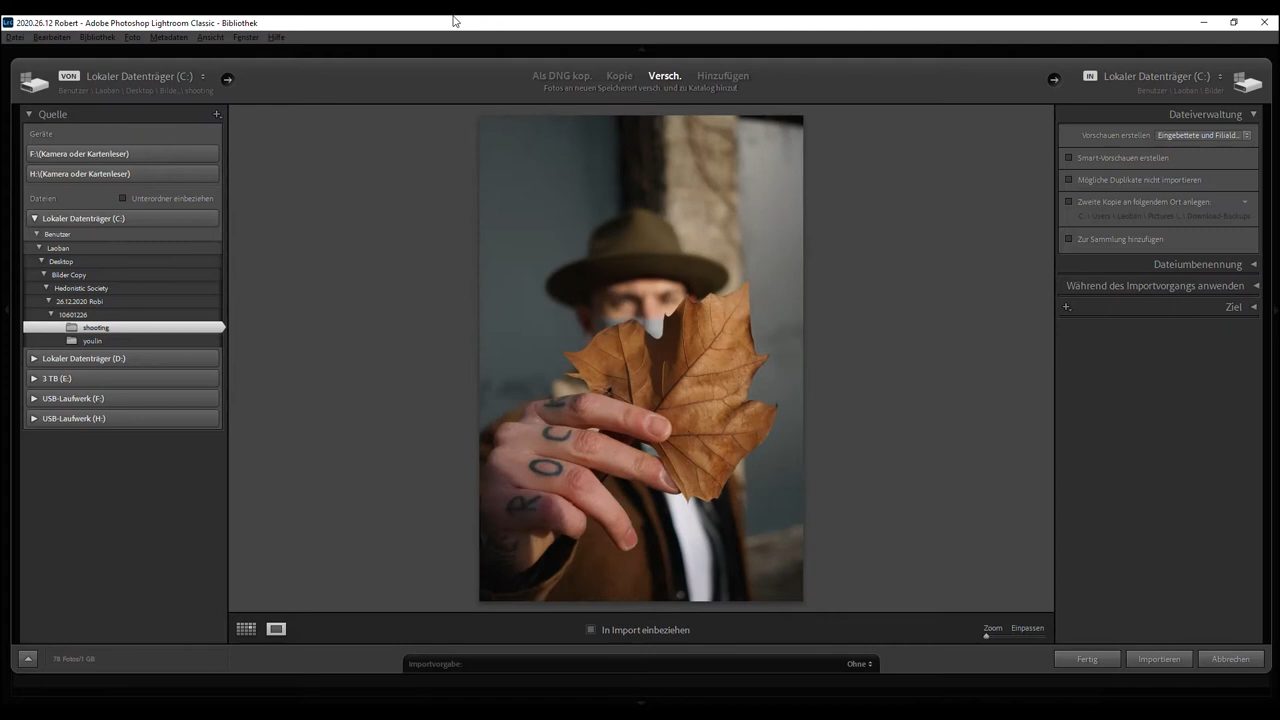 2020.26.12 Robert - Adobe Photoshop Lightroom Classic - Bibliothek
Datei Bearbeiten Bibliothek Foto Metadaten Ansicht Fenster Hilfe
VON Lokaler Datenträger (C:)
Benutzer \ Laoban \ Desktop \ Bilde... \ shooting
Als DNG kop. Kopie Versch. Hinzufügen
Fotos an neuen Speicherort versch. und zu Katalog hinzuf.
IN Lokaler Datenträger (C:)
Benutzer \ Laoban \ Bilder
Quelle
Geräte
F:\(Kamera oder Kartenleser)
H:\(Kamera oder Kartenleser)
Dateien Unterordner einbeziehen
Lokaler Datenträger (C:)
Benutzer
Laoban
Desktop
Bilder Copy
Hedonistic Society
26.12.2020 Robi
10601226
shooting
youlin
Lokaler Datenträger (D:)
3 TB (E:)
USB-Laufwerk (F:)
USB-Laufwerk (H:)
R O C K
Dateiverwaltung
Vorschauen erstellen Eingebettete und Filiald...
Smart-Vorschauen erstellen
Mögliche Duplikate nicht importieren
Zweite Kopie an folgendem Ort anlegen:
C: \ Users \ Laoban \ Pictures \... \ Download-Backups
Zur Sammlung hinzufügen
Dateiumbenennung
Während des Importvorgangs anwenden
Ziel
In Import einbeziehen
Zoom Einpassen
78 Fotos/1 GB
Importvorgabe: Ohne
Fertig Importieren Abbrechen